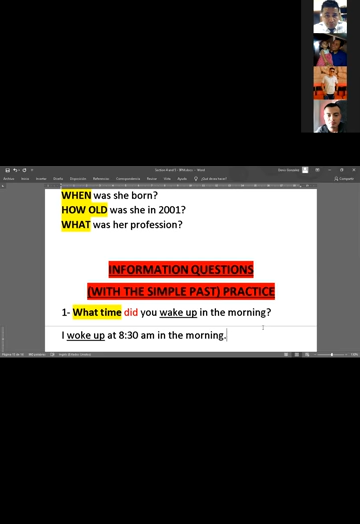 WHEN was she born?
HOW OLD was she in 2001?
WHAT was her profession?
INFORMATION QUESTIONS
(WITH THE SIMPLE PAST) PRACTICE
1- What time did you wake up in the morning?
I woke up at 8:30 am in the morning.